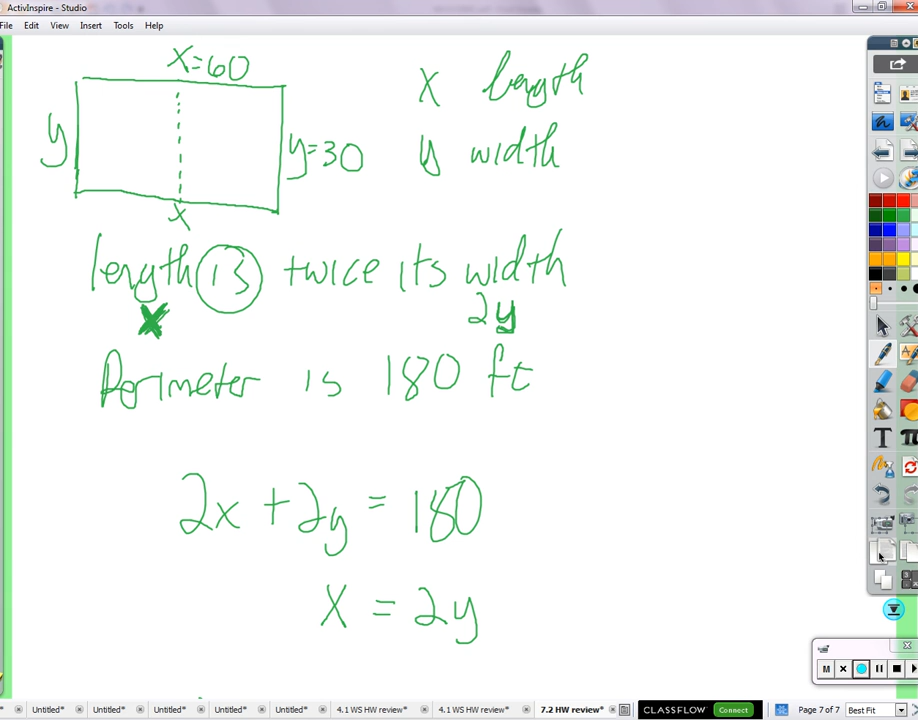 ActivInspire - Studio
File Edit View Insert Tools Help
x=60
x length
y
y=30
y width
x
length is twice its width
x
2y
Perimeter is 180 ft
2x + 2y = 180
x = 2y
M
Untitled* Untitled* Untitled* Untitled* Untitled* 4.1 WS HW review* 4.1 WS HW review* 7.2 HW review* CLASSFLOW Connect Page 7 of 7 Best Fit